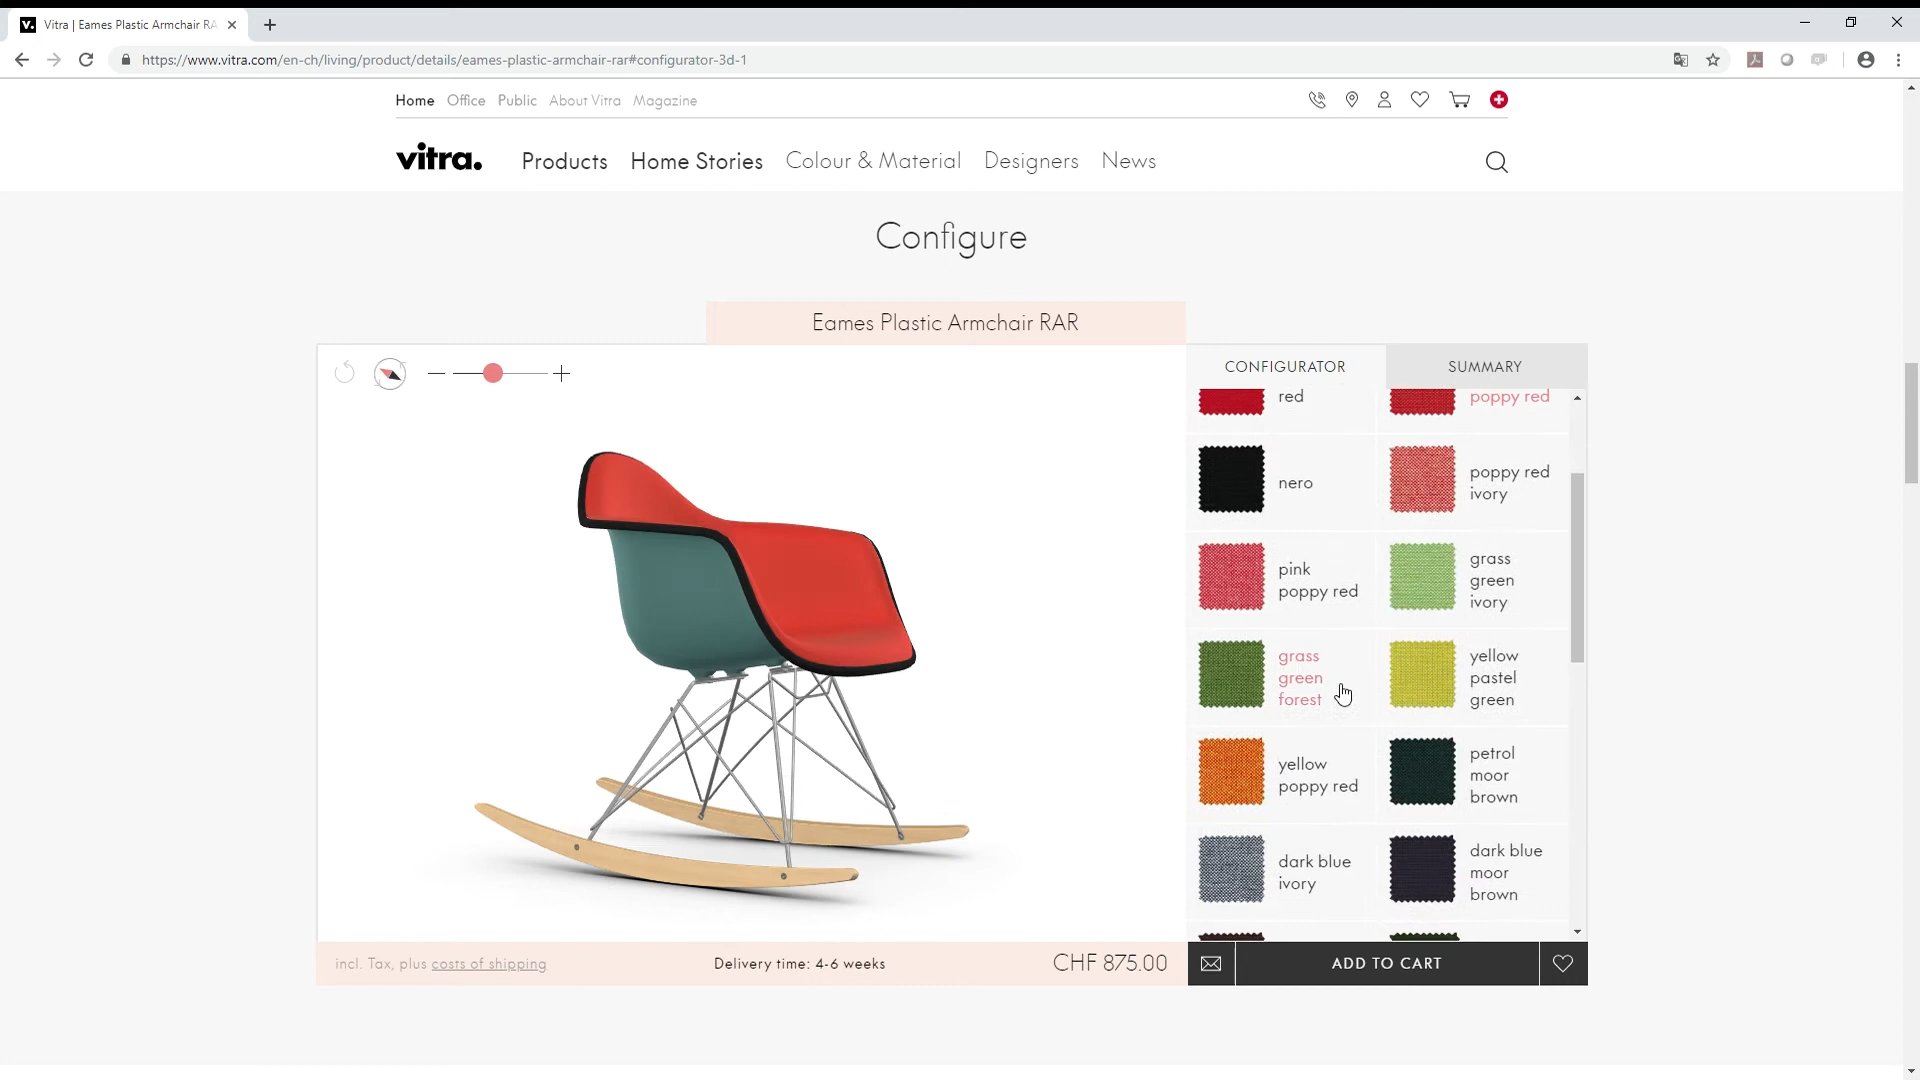 Vitra | Eames Plastic Armchair RA
https://www.vitra.com/en-ch/living/product/details/eames-plastic-armchair-rar#configurator-3d-1
Home Office Public About Vitra Magazine
vitra. Products Home Stories Colour & Material Designers News
Configure
Eames Plastic Armchair RAR
CONFIGURATOR SUMMARY
red
poppy red
nero
poppy red
ivory
pink
poppy red
grass
green
ivory
grass
green
forest
yellow
pastel
green
yellow
poppy red
petrol
moor
brown
dark blue
ivory
dark blue
moor
brown
incl. Tax, plus costs of shipping Delivery time: 4-6 weeks CHF 875.00 ADD TO CART